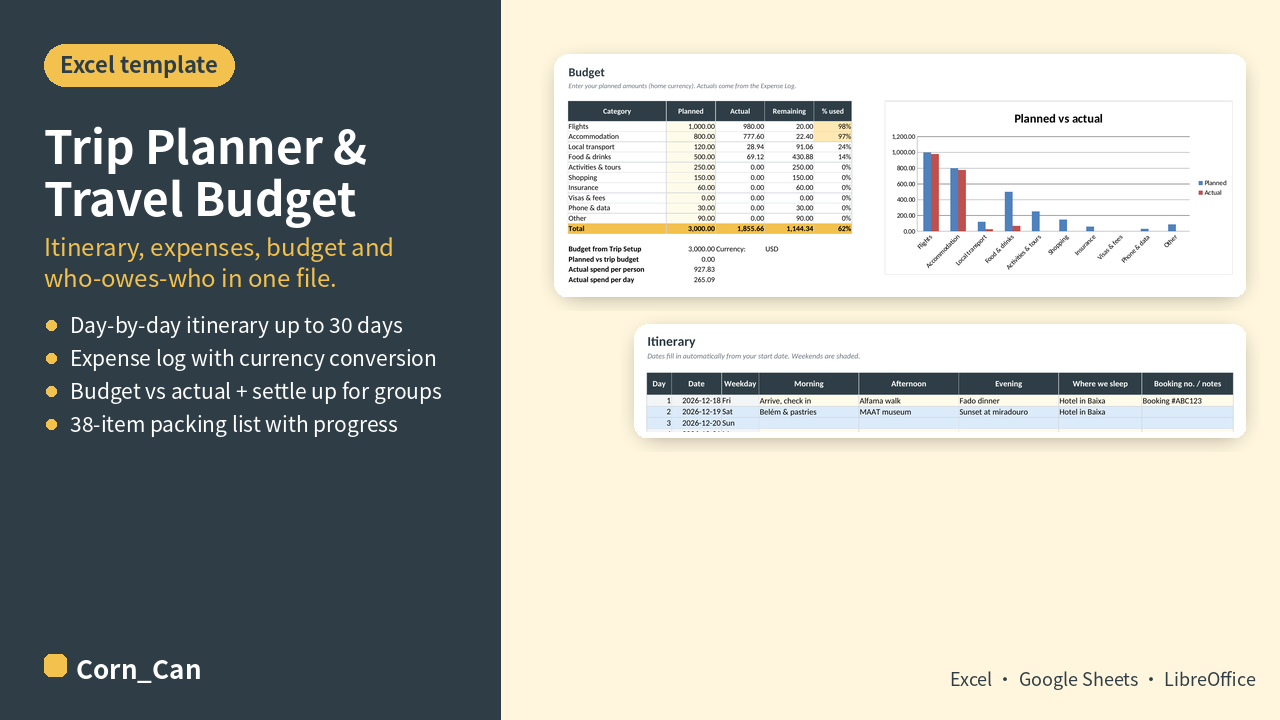 Excel template
Trip Planner &
Travel Budget
Itinerary, expenses, budget and
who-owes-who in one file.
Day-by-day itinerary up to 30 days
Expense log with currency conversion
Budget vs actual + settle up for groups
38-item packing list with progress
Corn_Can
Budget
Enter your planned amounts (home currency). Actuals come from the Expense Log.
Category Planned Actual Remaining % used
Flights 1,000.00 980.00 20.00 98%
Accommodation 800.00 777.60 22.40 97%
Local transport 120.00 28.94 91.06 24%
Food & drinks 500.00 69.12 430.88 14%
Activities & tours 250.00 0.00 250.00 0%
Shopping 150.00 0.00 150.00 0%
Insurance 60.00 0.00 60.00 0%
Visas & fees 0.00 0.00 0.00 0%
Phone & data 30.00 0.00 30.00 0%
Other 90.00 0.00 90.00 0%
Total 3,000.00 1,855.66 1,144.34 62%
Budget from Trip Setup 3,000.00 Currency: USD
Planned vs trip budget 0.00
Actual spend per person 927.83
Actual spend per day 265.09
Planned vs actual
1,200.00
1,000.00
800.00
600.00
400.00
200.00
0.00
Flights Accommodation Local transport Food & drinks Activities & tours Shopping Insurance Visas & fees Phone & data Other
Planned
Actual
Itinerary
Dates fill in automatically from your start date. Weekends are shaded.
Day Date Weekday Morning Afternoon Evening Where we sleep Booking no. / notes
1 2026-12-18 Fri Arrive, check in Alfama walk Fado dinner Hotel in Baixa Booking #ABC123
2 2026-12-19 Sat Belém & pastries MAAT museum Sunset at miradouro Hotel in Baixa
3 2026-12-20 Sun
Excel • Google Sheets • LibreOffice